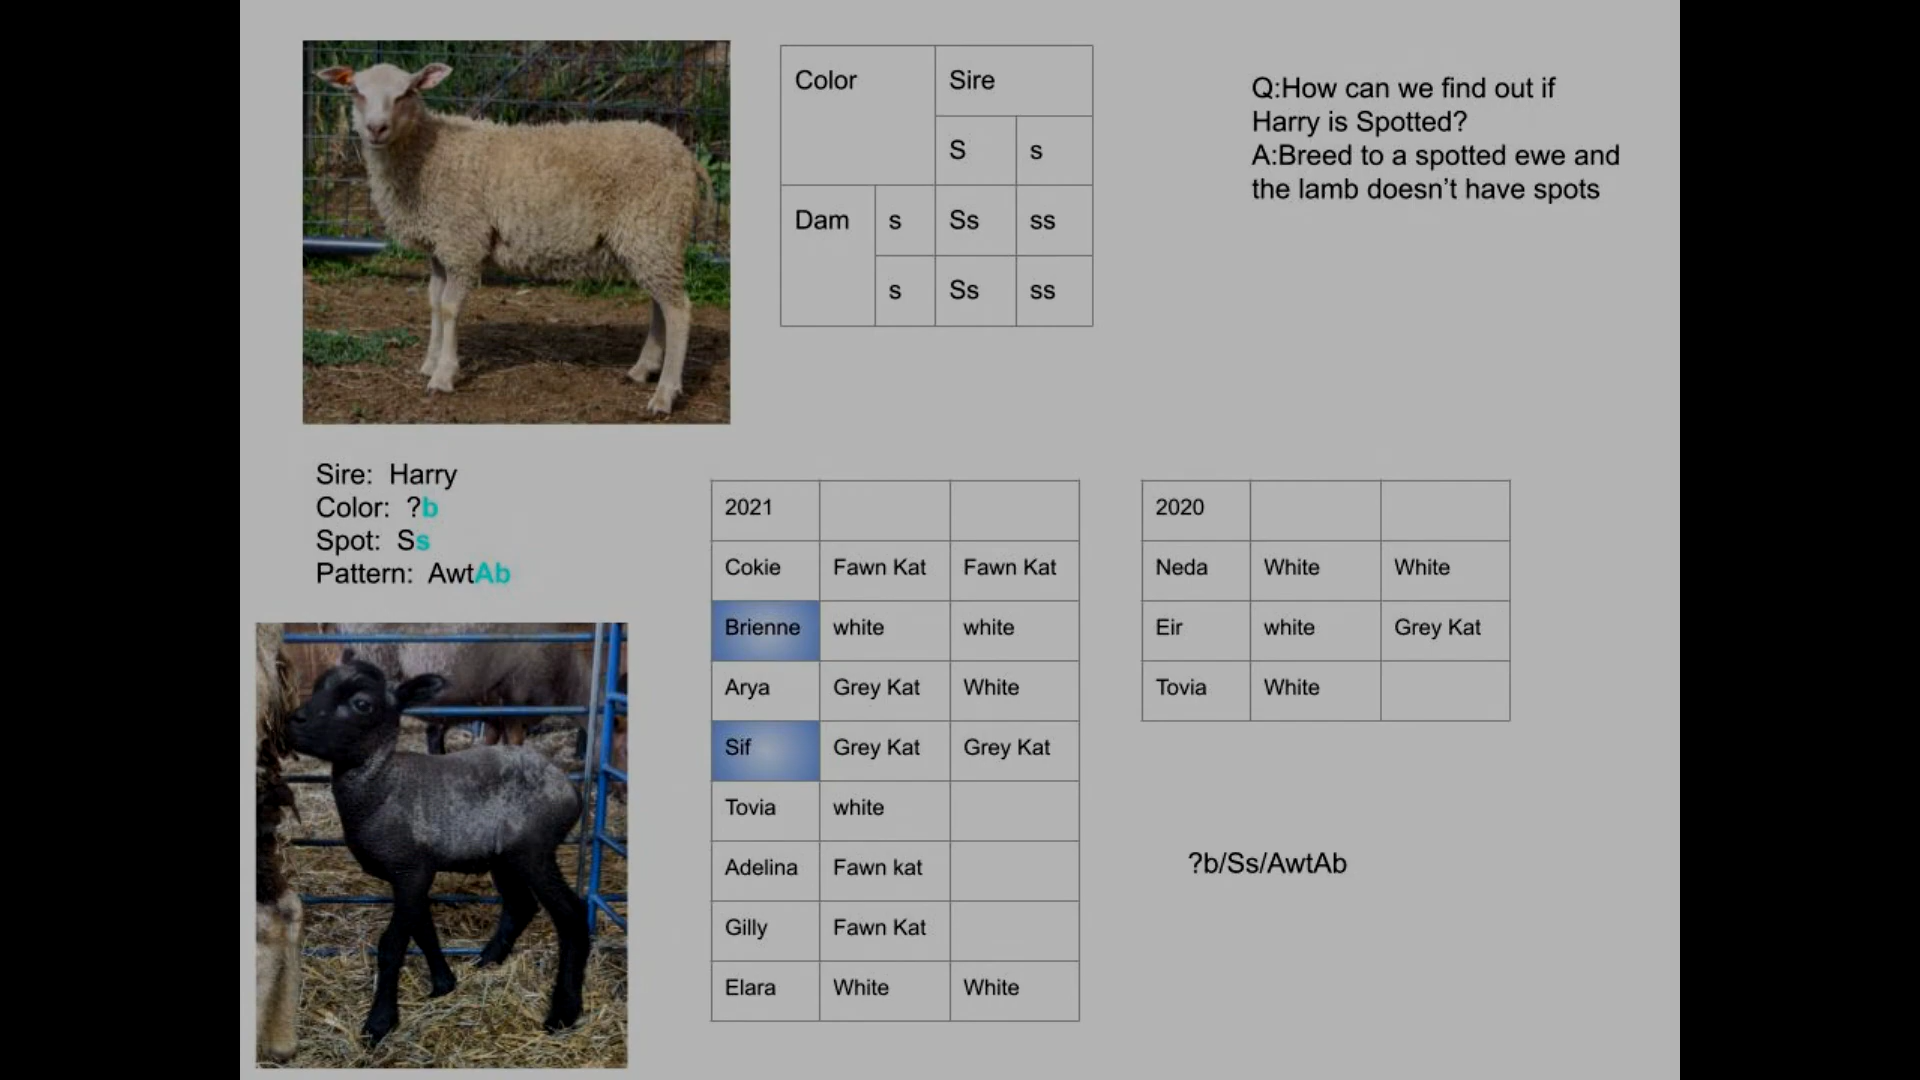 Color Sire
S s
Dam s Ss ss
s Ss ss
Q:How can we find out if
Harry is Spotted?
A:Breed to a spotted ewe and
the lamb doesn’t have spots
Sire: Harry
Color: ?b
Spot: Ss
Pattern: AwtAb
2021
Cokie Fawn Kat Fawn Kat
Brienne white white
Arya Grey Kat White
Sif Grey Kat Grey Kat
Tovia white
Adelina Fawn kat
Gilly Fawn Kat
Elara White White
2020
Neda White White
Eir white Grey Kat
Tovia White
?b/Ss/AwtAb